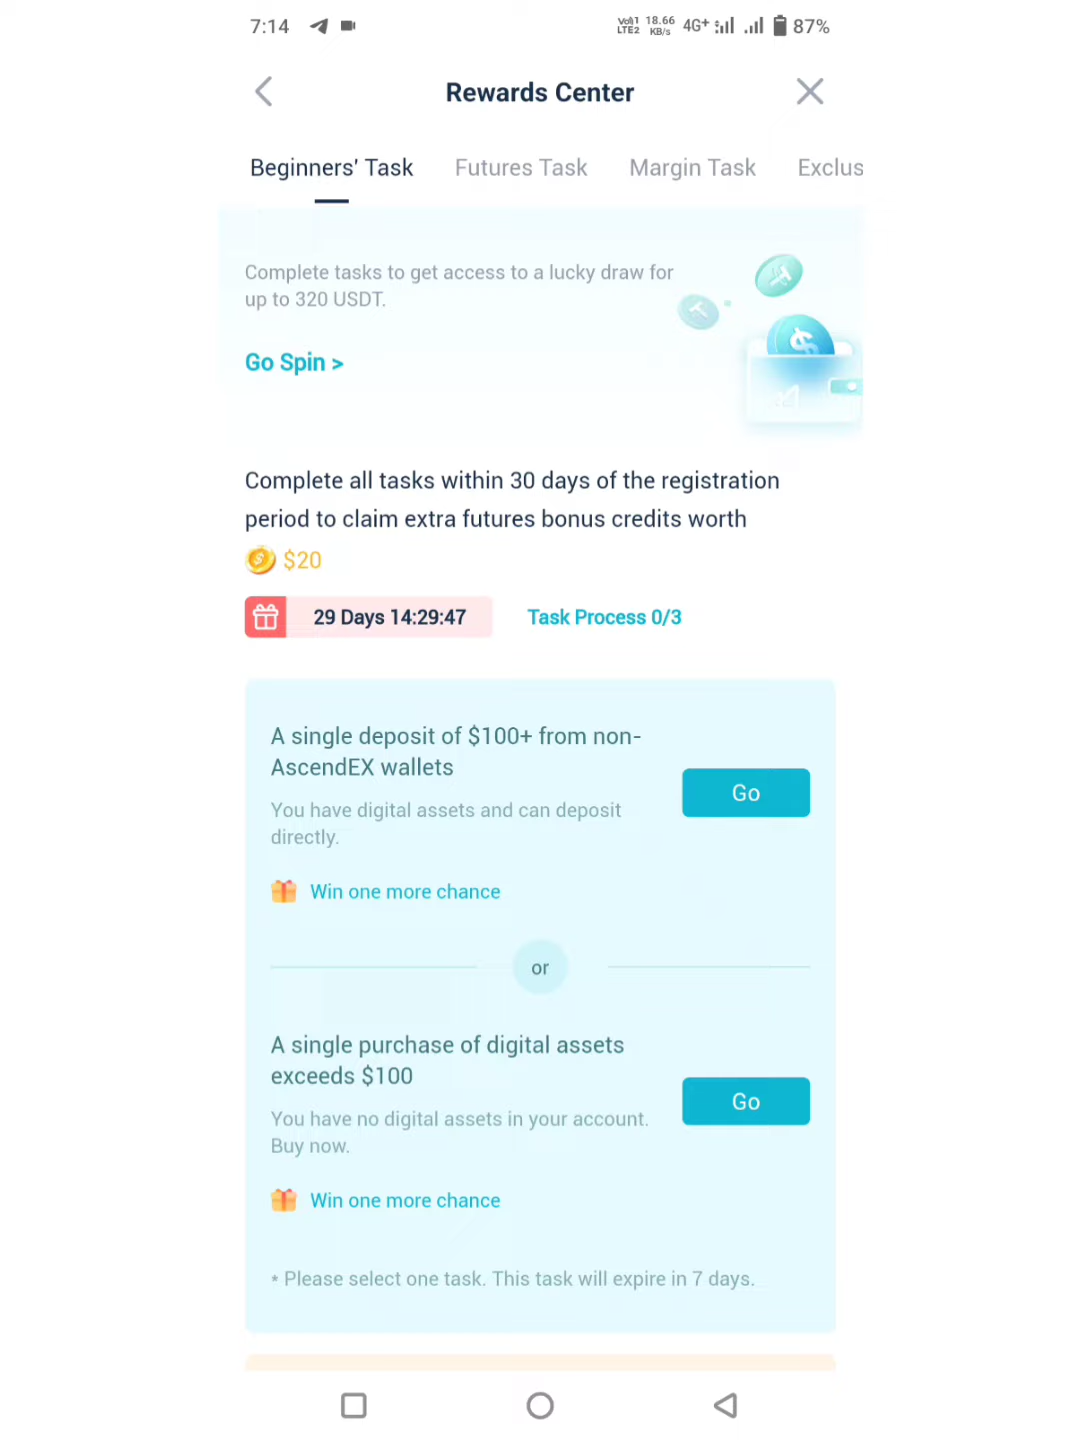 7:14
Vo)) 1
LTE2
18.66
KB/s
4G+
87%
Rewards Center
Beginners' Task
Futures Task
Margin Task
Exclus
Complete tasks to get access to a lucky draw for
up to 320 USDT.
Go Spin >
Complete all tasks within 30 days of the registration
period to claim extra futures bonus credits worth
$20
29 Days 14:29:47
Task Process 0/3
A single deposit of $100+ from non-
AscendEX wallets
You have digital assets and can deposit
directly.
Go
Win one more chance
or
A single purchase of digital assets
exceeds $100
You have no digital assets in your account.
Buy now.
Go
Win one more chance
* Please select one task. This task will expire in 7 days.